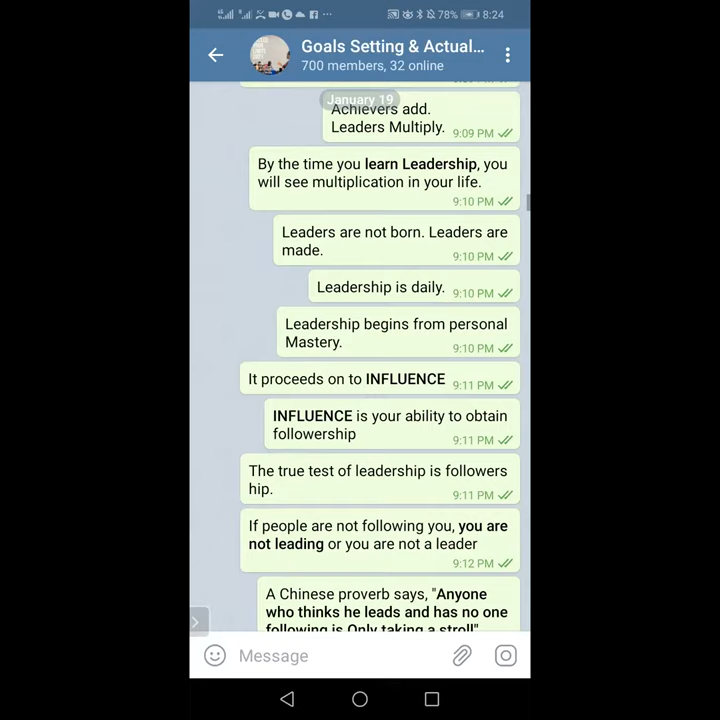 78% 8:24
Goals Setting & Actual...
700 members, 32 online
January 19
Achievers add.
Leaders Multiply. 9:09 PM
By the time you learn Leadership, you
will see multiplication in your life.
9:10 PM
Leaders are not born. Leaders are
made. 9:10 PM
Leadership is daily. 9:10 PM
Leadership begins from personal
Mastery. 9:10 PM
It proceeds on to INFLUENCE 9:11 PM
INFLUENCE is your ability to obtain
followership 9:11 PM
The true test of leadership is followers
hip. 9:11 PM
If people are not following you, you are
not leading or you are not a leader
9:12 PM
A Chinese proverb says, "Anyone
who thinks he leads and has no one
following is Only taking a stroll"
Message